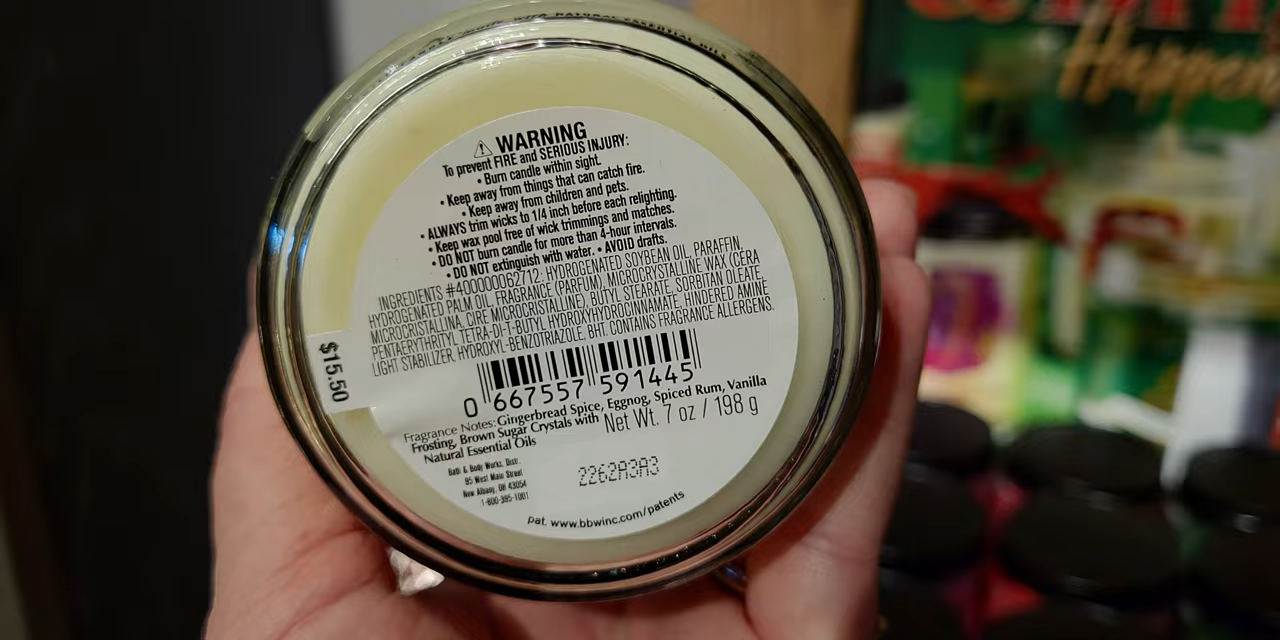 WITH NATURAL ESSENTIAL OILS
Happen
⚠ WARNING
To prevent FIRE and SERIOUS INJURY:
• Burn candle within sight.
• Keep away from things that can catch fire.
• Keep away from children and pets.
• ALWAYS trim wicks to 1/4 inch before each relighting.
• Keep wax pool free of wick trimmings and matches.
• DO NOT burn candle for more than 4-hour intervals.
• DO NOT extinguish with water. • AVOID drafts.
INGREDIENTS #400000062712: HYDROGENATED SOYBEAN OIL, PARAFFIN,
HYDROGENATED PALM OIL, FRAGRANCE (PARFUM), MICROCRYSTALLINE WAX (CERA
MICROCRISTALLINA, CIRE MICROCRISTALLINE), BUTYL STEARATE, SORBITAN OLEATE,
PENTAERYTHRITYL TETRA-DI-T-BUTYL HYDROXYHYDROCINNAMATE, HINDERED AMINE
LIGHT STABILIZER, HYDROXYL-BENZOTRIAZOLE, BHT CONTAINS FRAGRANCE ALLERGENS.
$15.50
0 667557 591445
Fragrance Notes: Gingerbread Spice, Eggnog, Spiced Rum, Vanilla
Frosting, Brown Sugar Crystals with
Natural Essential Oils
Net Wt. 7 oz / 198 g
Bath & Body Works, Distr.
95 West Main Street
New Albany, OH 43054
1-800-395-1001
2262A3A3
pat. www.bbwinc.com/patents